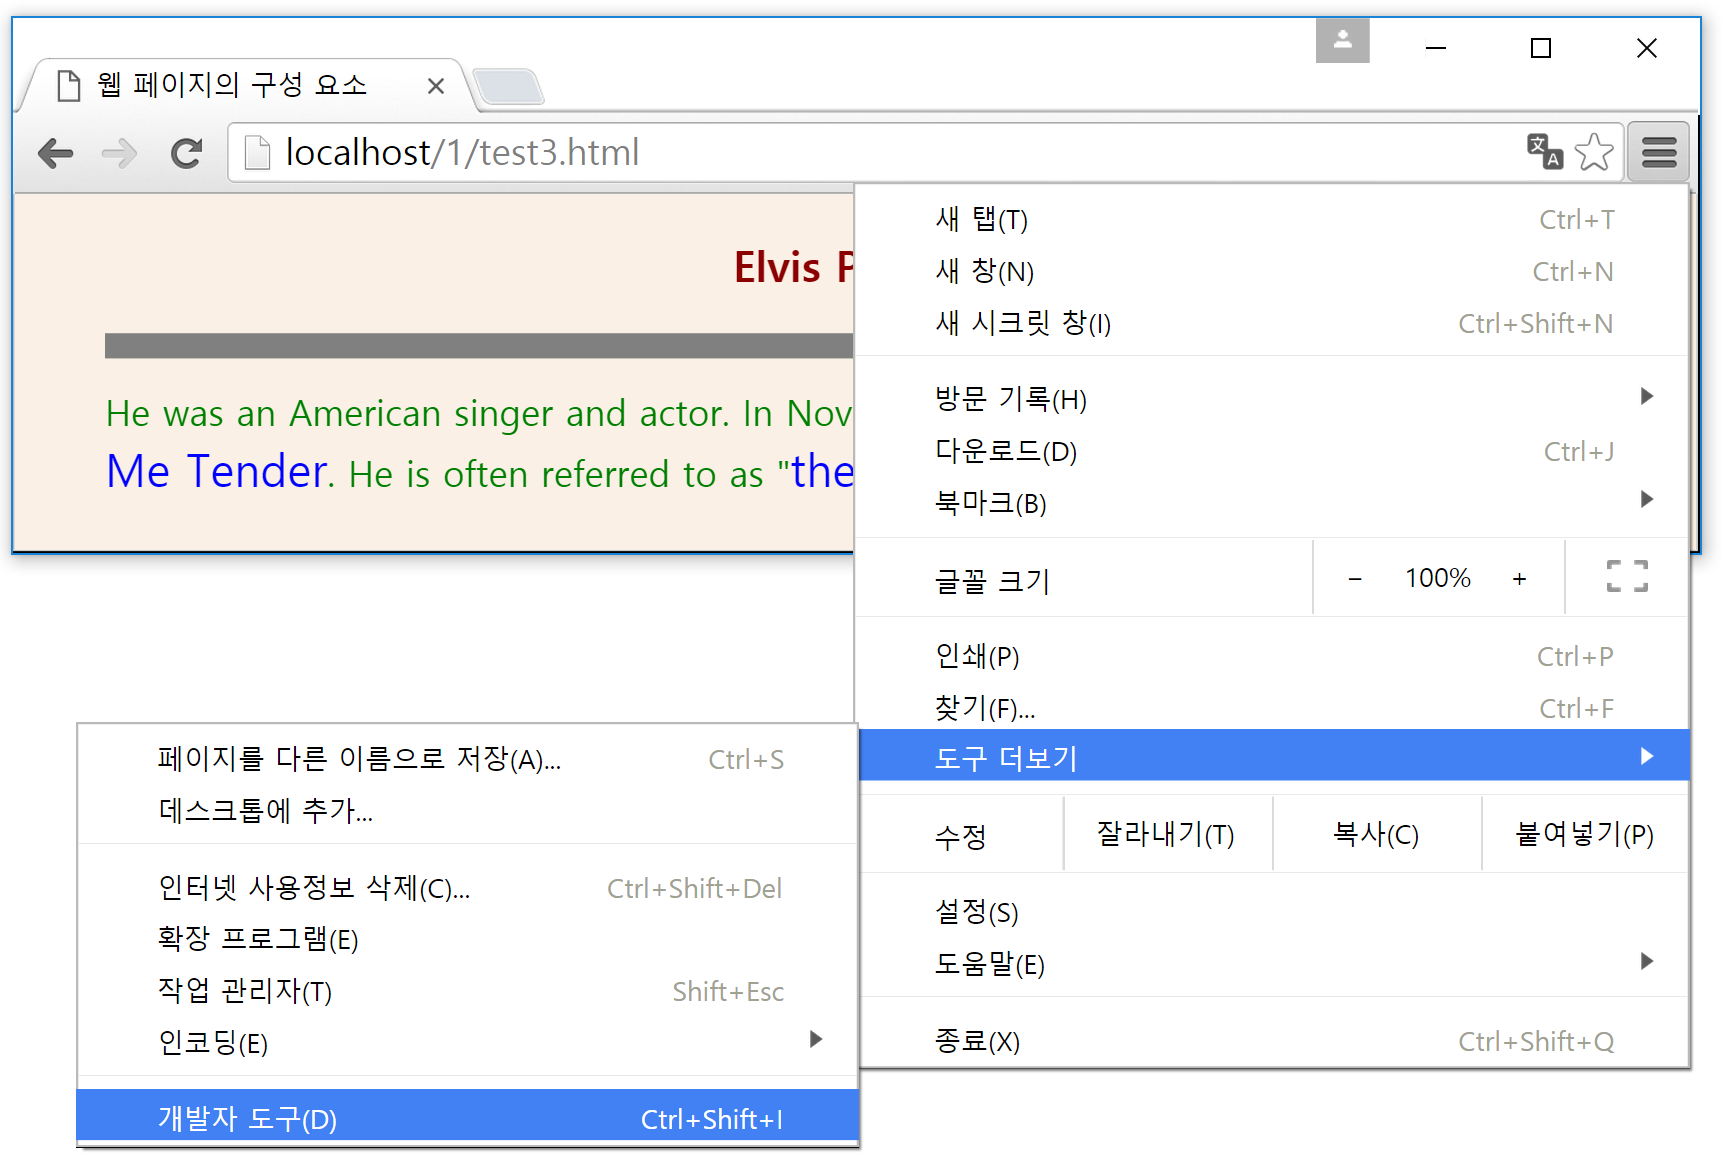 웹 페이지의 구성 요소
localhost/1/test3.html
Elvis P
He was an American singer and actor. In Nov
Me Tender. He is often referred to as "the
새 탭(T) Ctrl+T
새 창(N) Ctrl+N
새 시크릿 창(I) Ctrl+Shift+N
방문 기록(H)
다운로드(D) Ctrl+J
북마크(B)
글꼴 크기 − 100% +
인쇄(P) Ctrl+P
찾기(F)... Ctrl+F
도구 더보기
수정 잘라내기(T) 복사(C) 붙여넣기(P)
설정(S)
도움말(E)
종료(X) Ctrl+Shift+Q
페이지를 다른 이름으로 저장(A)... Ctrl+S
데스크톱에 추가...
인터넷 사용정보 삭제(C)... Ctrl+Shift+Del
확장 프로그램(E)
작업 관리자(T) Shift+Esc
인코딩(E)
개발자 도구(D) Ctrl+Shift+I